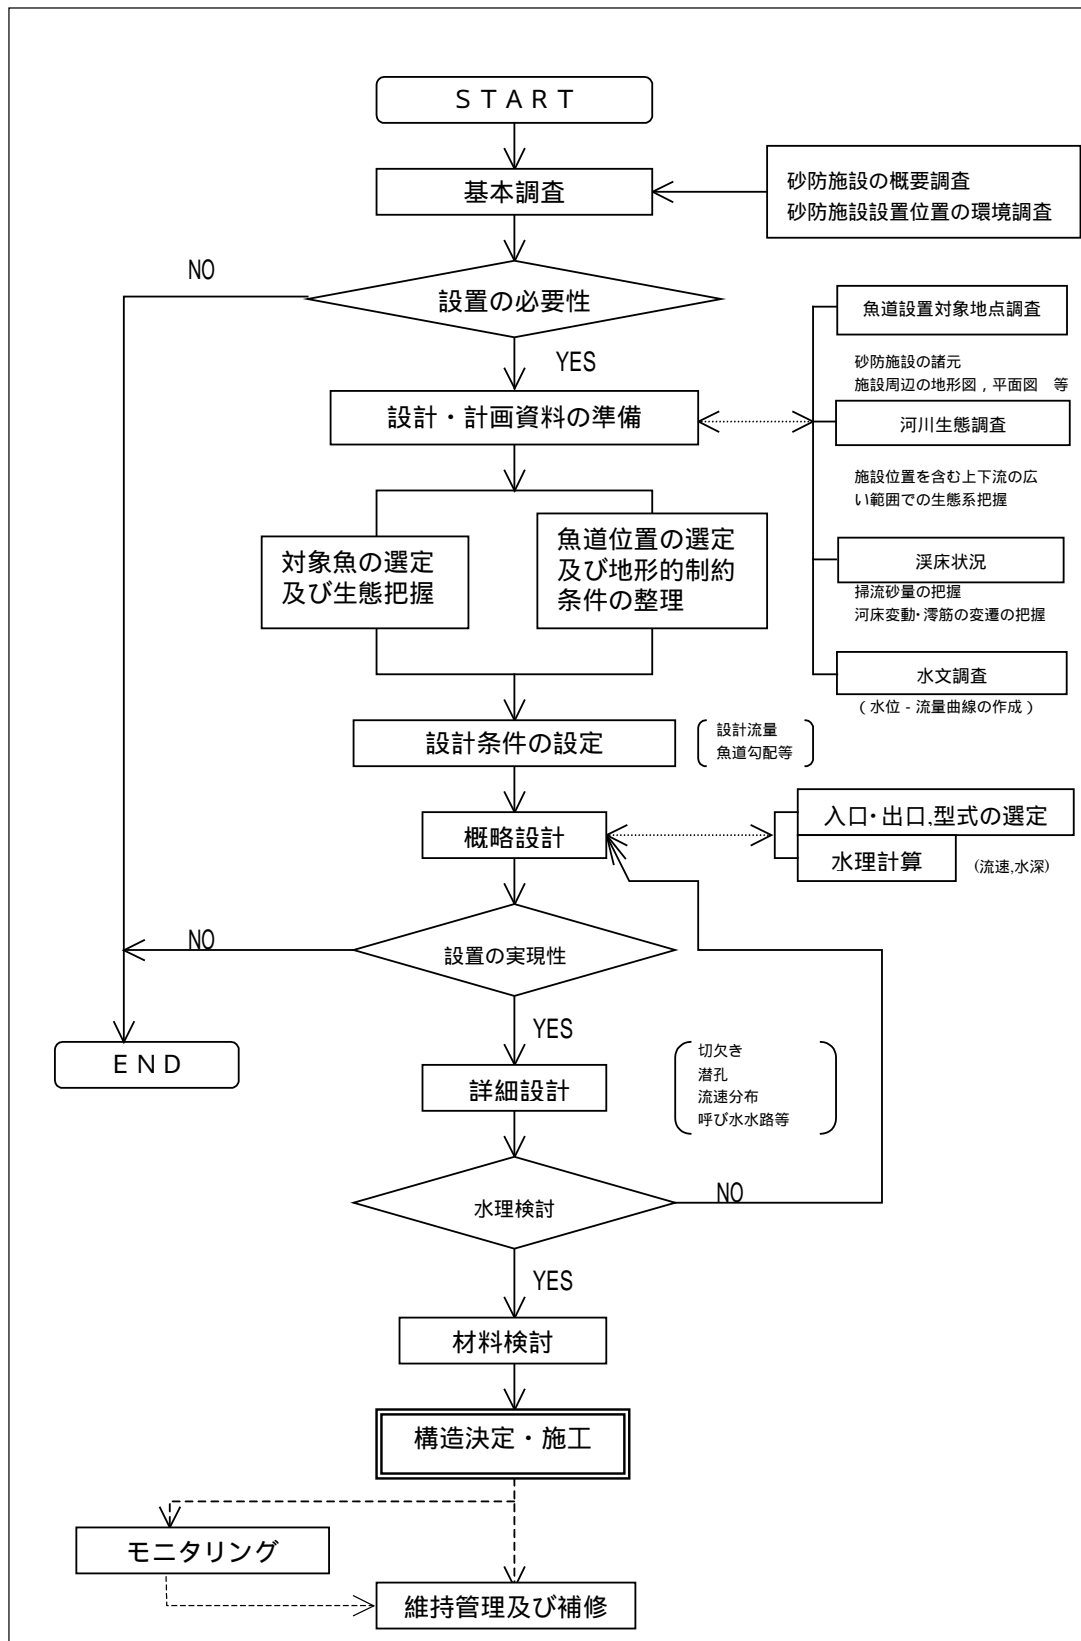 START
基本調査
砂防施設の概要調査
砂防施設設置位置の環境調査
NO
設置の必要性
YES
魚道設置対象地点調査
砂防施設の諸元
施設周辺の地形図，平面図　等
設計・計画資料の準備
河川生態調査
施設位置を含む上下流の広
い範囲での生態系把握
対象魚の選定
及び生態把握
魚道位置の選定
及び地形的制約
条件の整理
渓床状況
掃流砂量の把握
河床変動・澪筋の変遷の把握
水文調査
（水位‐流量曲線の作成）
設計条件の設定
設計流量
魚道勾配等
概略設計
入口・出口,型式の選定
水理計算
(流速,水深)
NO
設置の実現性
YES
END
詳細設計
切欠き
潜孔
流速分布
呼び水水路等
水理検討
NO
YES
材料検討
構造決定・施工
モニタリング
維持管理及び補修